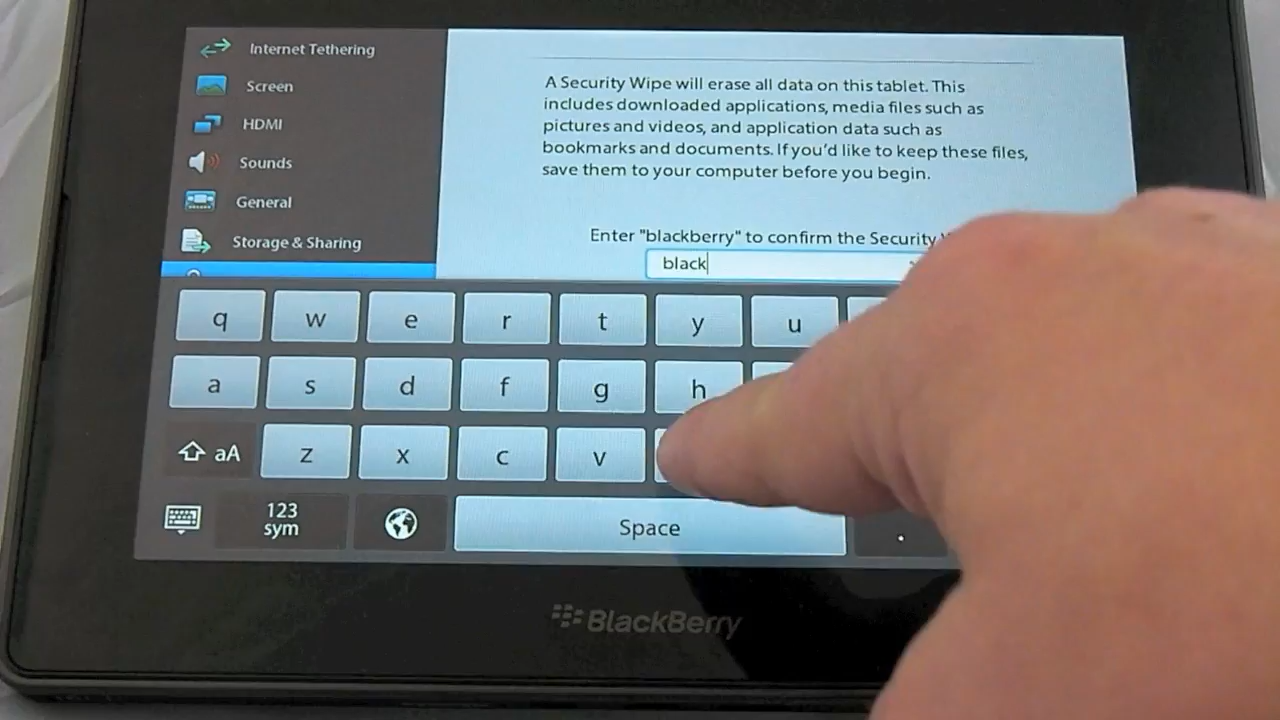 Internet Tethering
Screen
HDMI
Sounds
General
Storage & Sharing
A Security Wipe will erase all data on this tablet. This
includes downloaded applications, media files such as
pictures and videos, and application data such as
bookmarks and documents. If you'd like to keep these files,
save them to your computer before you begin.
Enter "blackberry" to confirm the Security
black
q w e r t y u
a s d f g h
aA z x c v
123
sym
Space .
BlackBerry